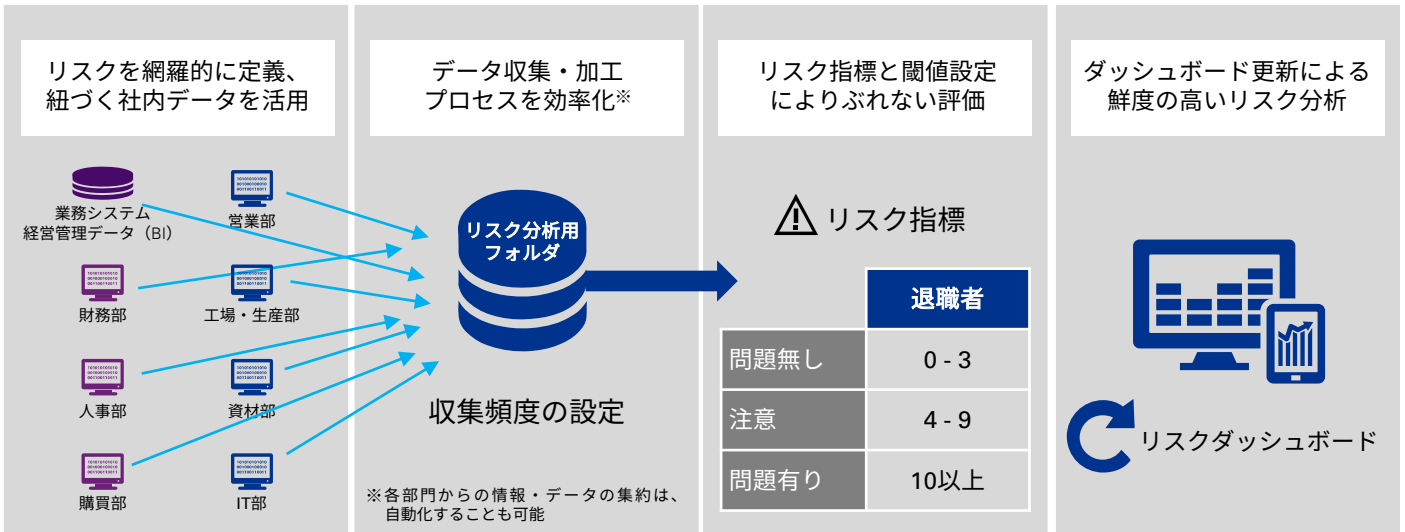 リスクを網羅的に定義、
紐づく社内データを活用
業務システム
経営管理データ（BI）
営業部
財務部
工場・生産部
人事部
資材部
購買部
IT部
データ収集・加工
プロセスを効率化※
リスク分析用
フォルダ
収集頻度の設定
※各部門からの情報・データの集約は、
自動化することも可能
リスク指標と閾値設定
によりぶれない評価
リスク指標
退職者
問題無し 0 - 3
注意 4 - 9
問題有り 10以上
ダッシュボード更新による
鮮度の高いリスク分析
リスクダッシュボード